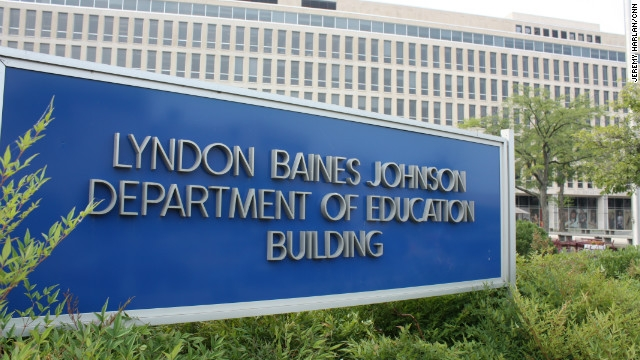 LYNDON BAINES JOHNSON
DEPARTMENT OF EDUCATION
BUILDING
JEREMY HARLAN/CNN